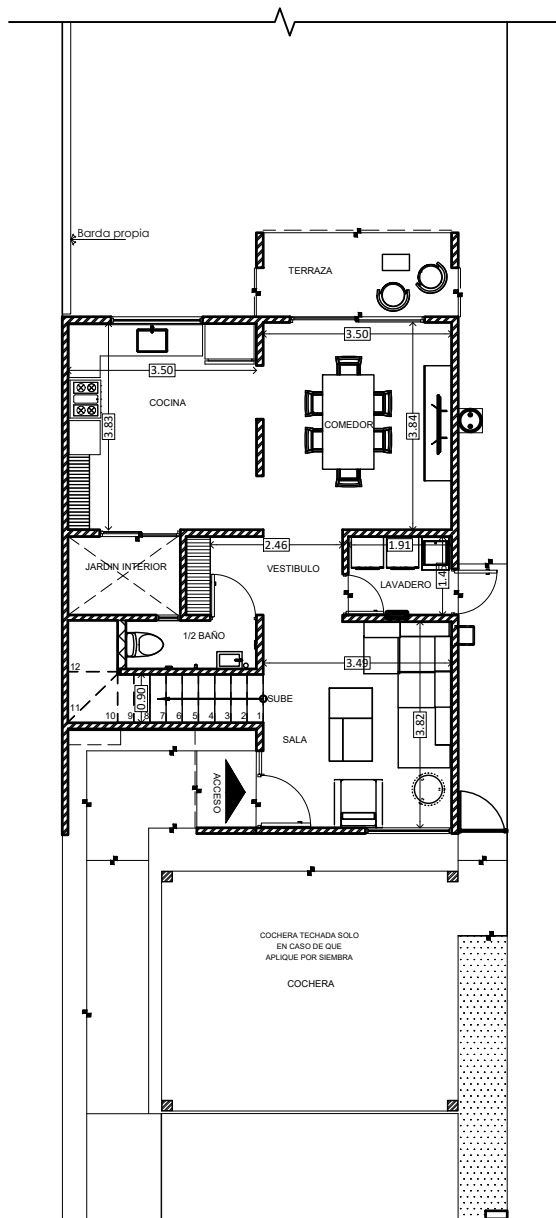 Barda propia
TERRAZA
3.50
3.50
COCINA
3.83
COMEDOR
3.84
2.46
1.91
JARDIN INTERIOR
VESTIBULO
LAVADERO
1/2 BAÑO
3.49
12
11
10
9
8
7
6
5
4
3
2
1
0.90
SUBE
SALA
3.82
ACCESO
COCHERA TECHADA SOLO
EN CASO DE QUE
APLIQUE POR SIEMBRA
COCHERA